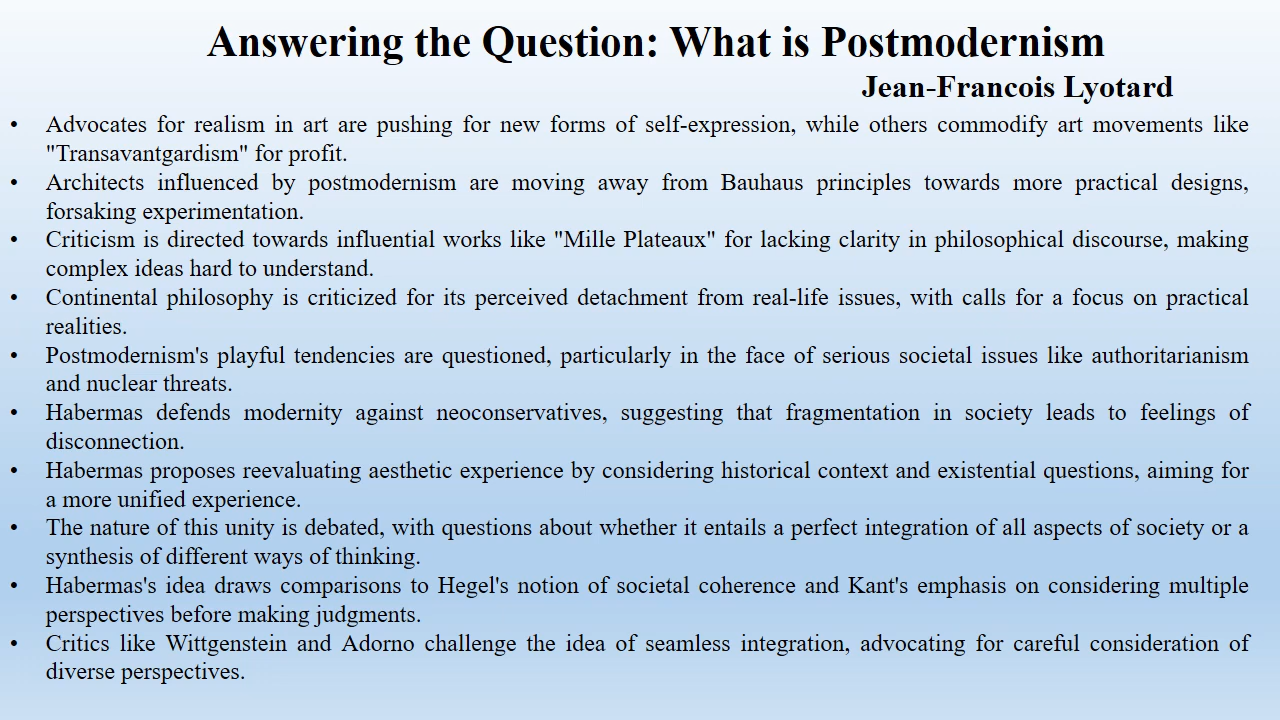 Answering the Question: What is Postmodernism
Jean-Francois Lyotard
• Advocates for realism in art are pushing for new forms of self-expression, while others commodify art movements like
"Transavantgardism" for profit.
• Architects influenced by postmodernism are moving away from Bauhaus principles towards more practical designs,
forsaking experimentation.
• Criticism is directed towards influential works like "Mille Plateaux" for lacking clarity in philosophical discourse, making
complex ideas hard to understand.
• Continental philosophy is criticized for its perceived detachment from real-life issues, with calls for a focus on practical
realities.
• Postmodernism's playful tendencies are questioned, particularly in the face of serious societal issues like authoritarianism
and nuclear threats.
• Habermas defends modernity against neoconservatives, suggesting that fragmentation in society leads to feelings of
disconnection.
• Habermas proposes reevaluating aesthetic experience by considering historical context and existential questions, aiming for
a more unified experience.
• The nature of this unity is debated, with questions about whether it entails a perfect integration of all aspects of society or a
synthesis of different ways of thinking.
• Habermas's idea draws comparisons to Hegel's notion of societal coherence and Kant's emphasis on considering multiple
perspectives before making judgments.
• Critics like Wittgenstein and Adorno challenge the idea of seamless integration, advocating for careful consideration of
diverse perspectives.